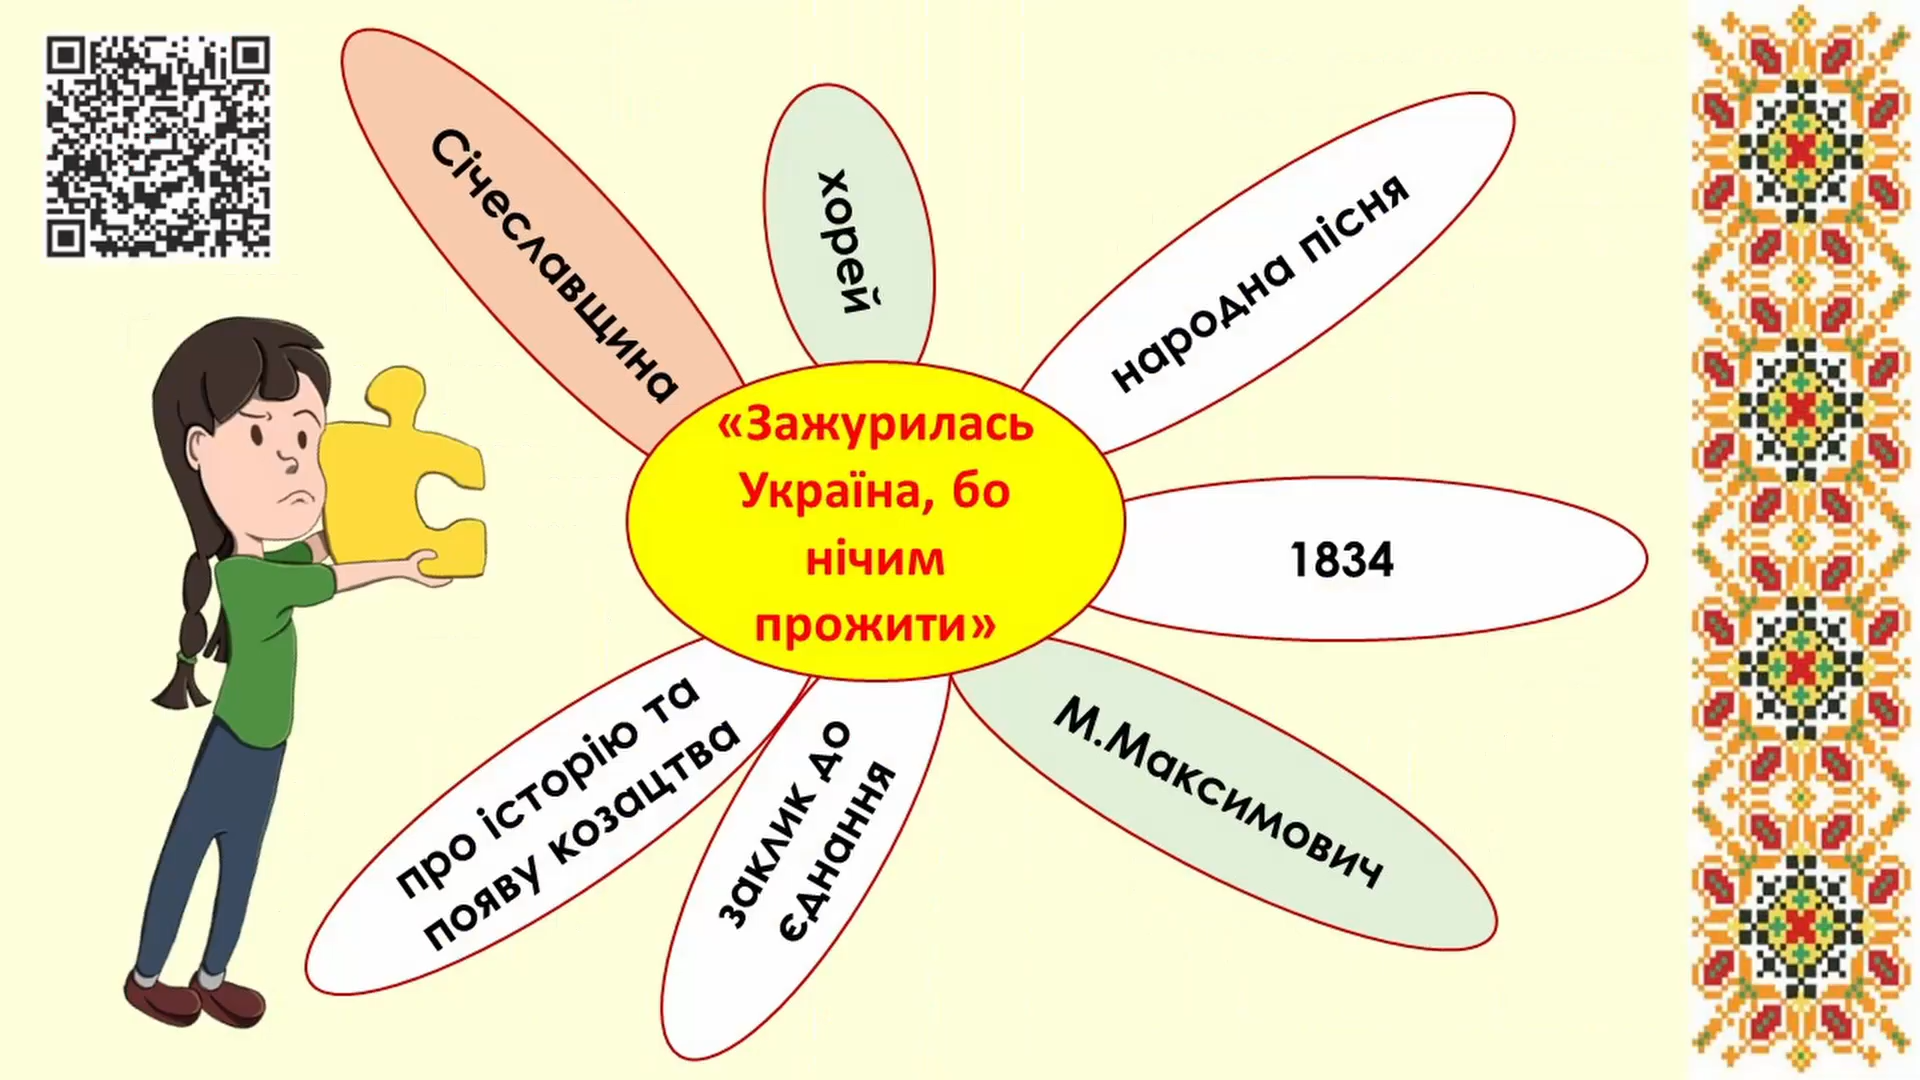 Січеславщина
хорей
народна пісня
«Зажурилась
Україна, бо
нічим
прожити»
1834
М.Максимович
заклик до
єднання
про історію та
появу козацтва